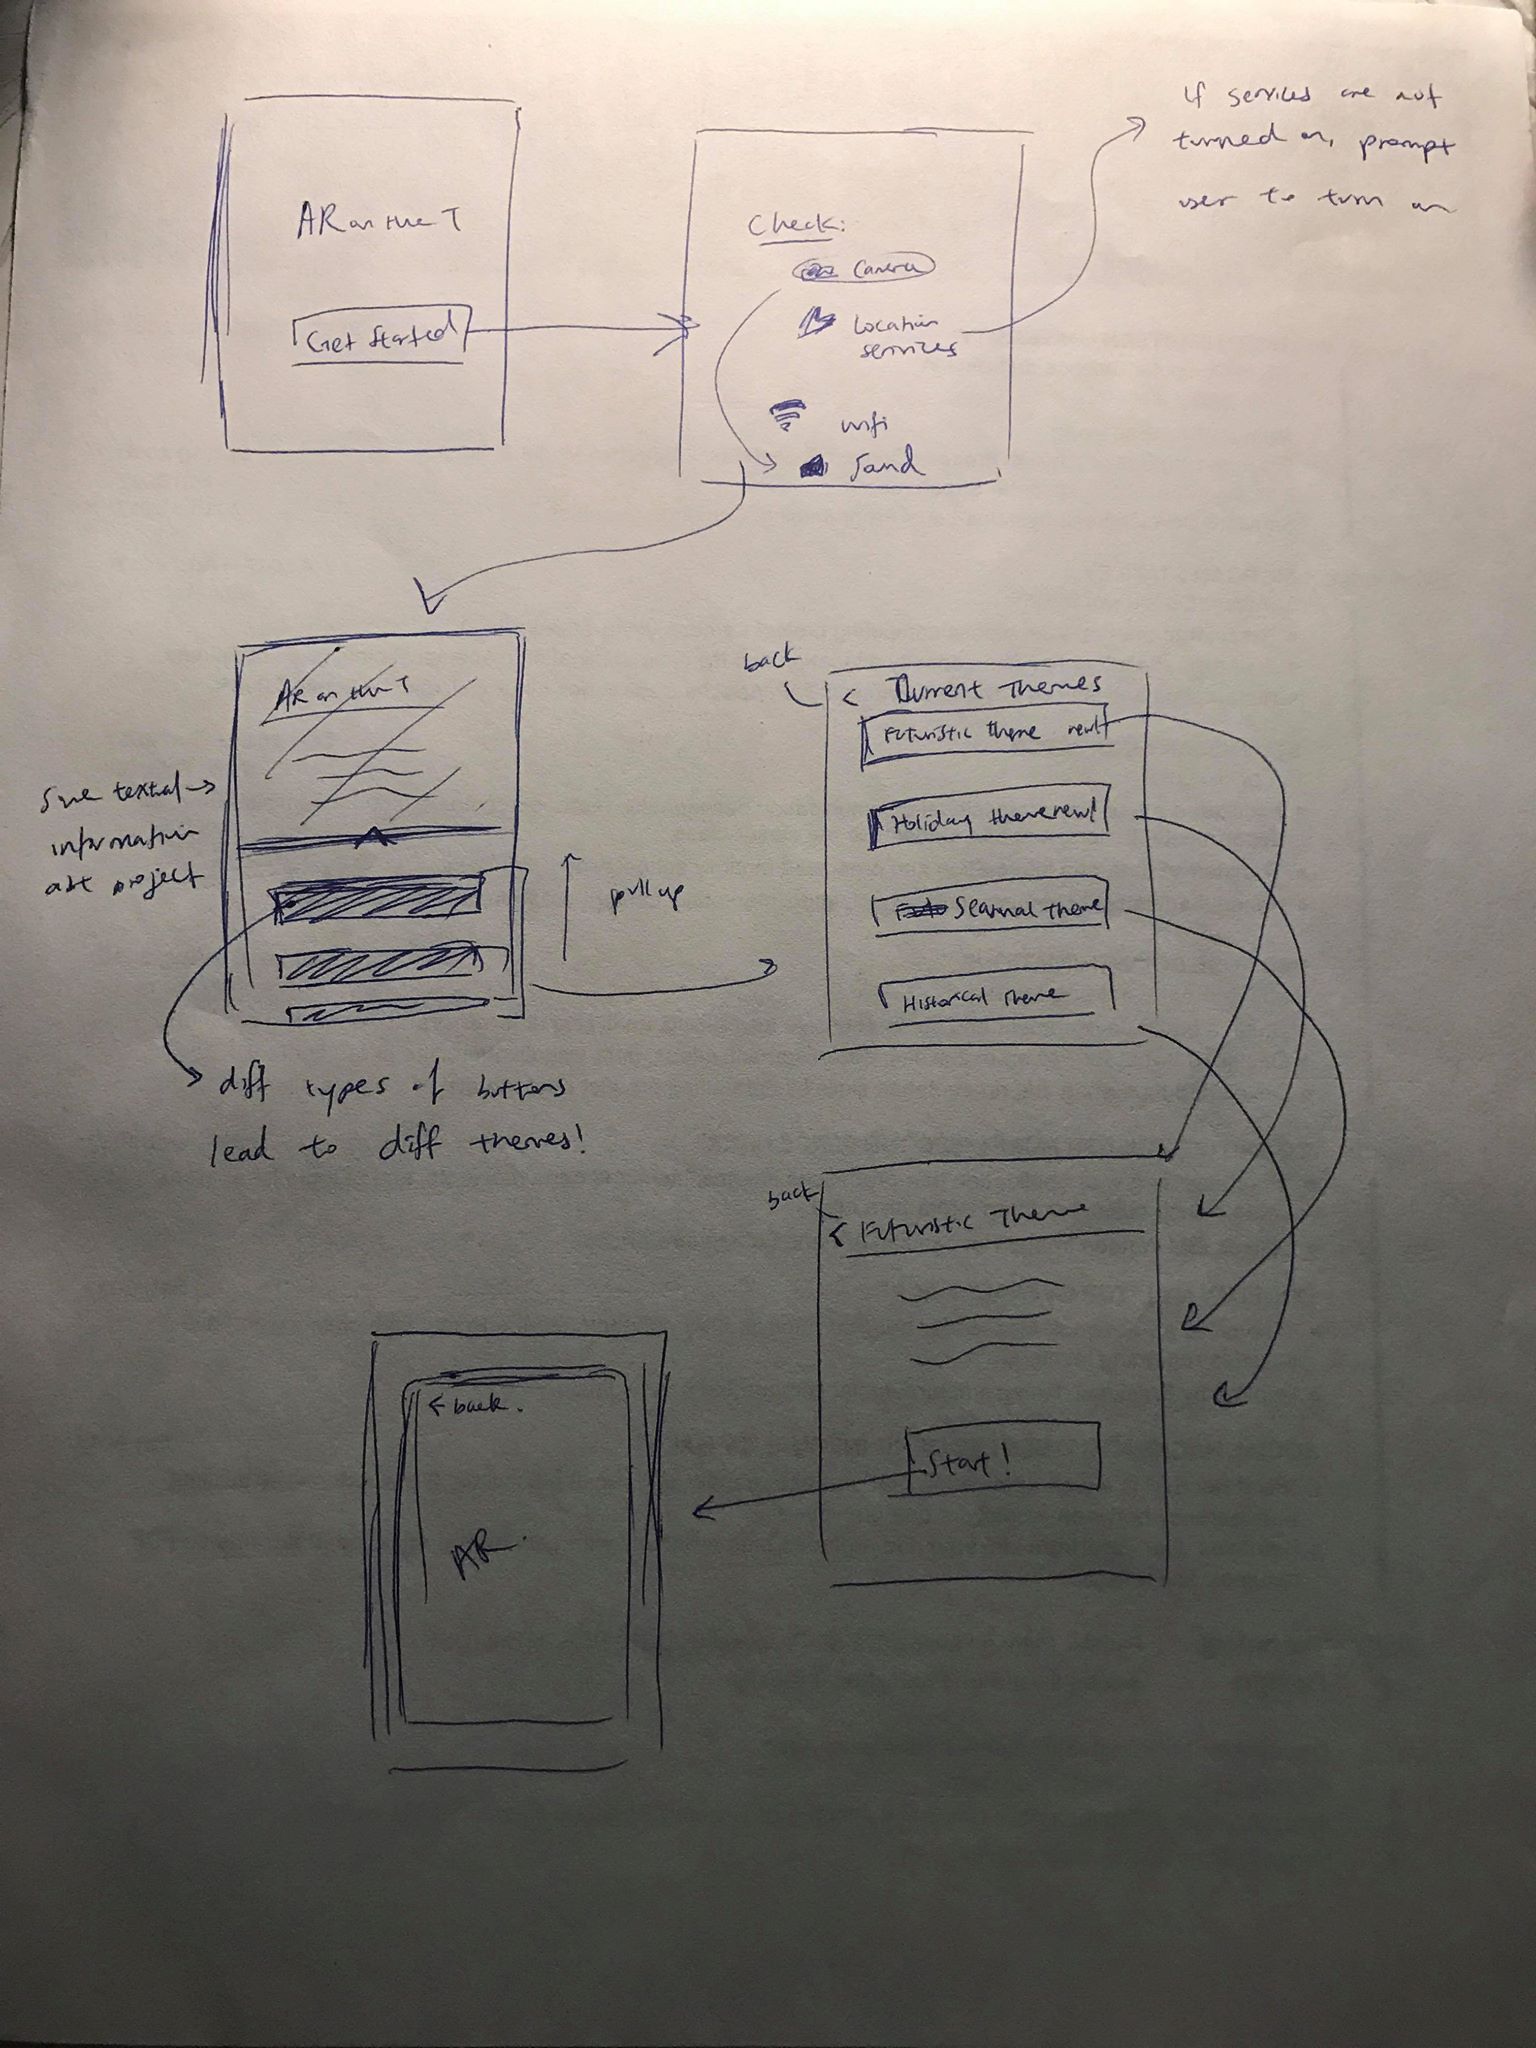 If services are not
turned on, prompt
user to turn on
AR on the T
Get Started
Check:
Camera
location
services
wifi
Sound
AR on the T
Some textual
information
abt project
pull up
diff types of buttons
lead to diff themes!
back
< Current Themes
Futuristic theme
Holiday theme
Seasonal theme
Historical Theme
back
< Futuristic Theme
Start!
← back.
AR.